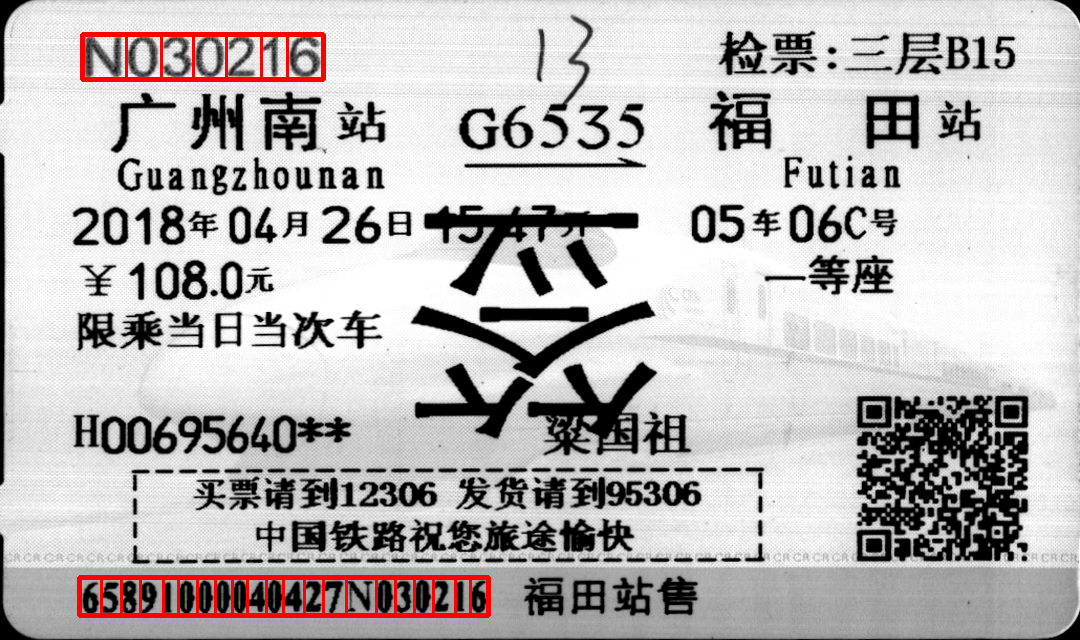 N030216
13
检票:三层B15
广州南站
G6535
福田站
Guangzhounan
Futian
2018年04月26日 15:47开
05车06C号
¥108.0元
一等座
限乘当日当次车
签
H00695640**
梁国祖
买票请到12306 发货请到95306
中国铁路祝您旅途愉快
65891000040427N030216
福田站售